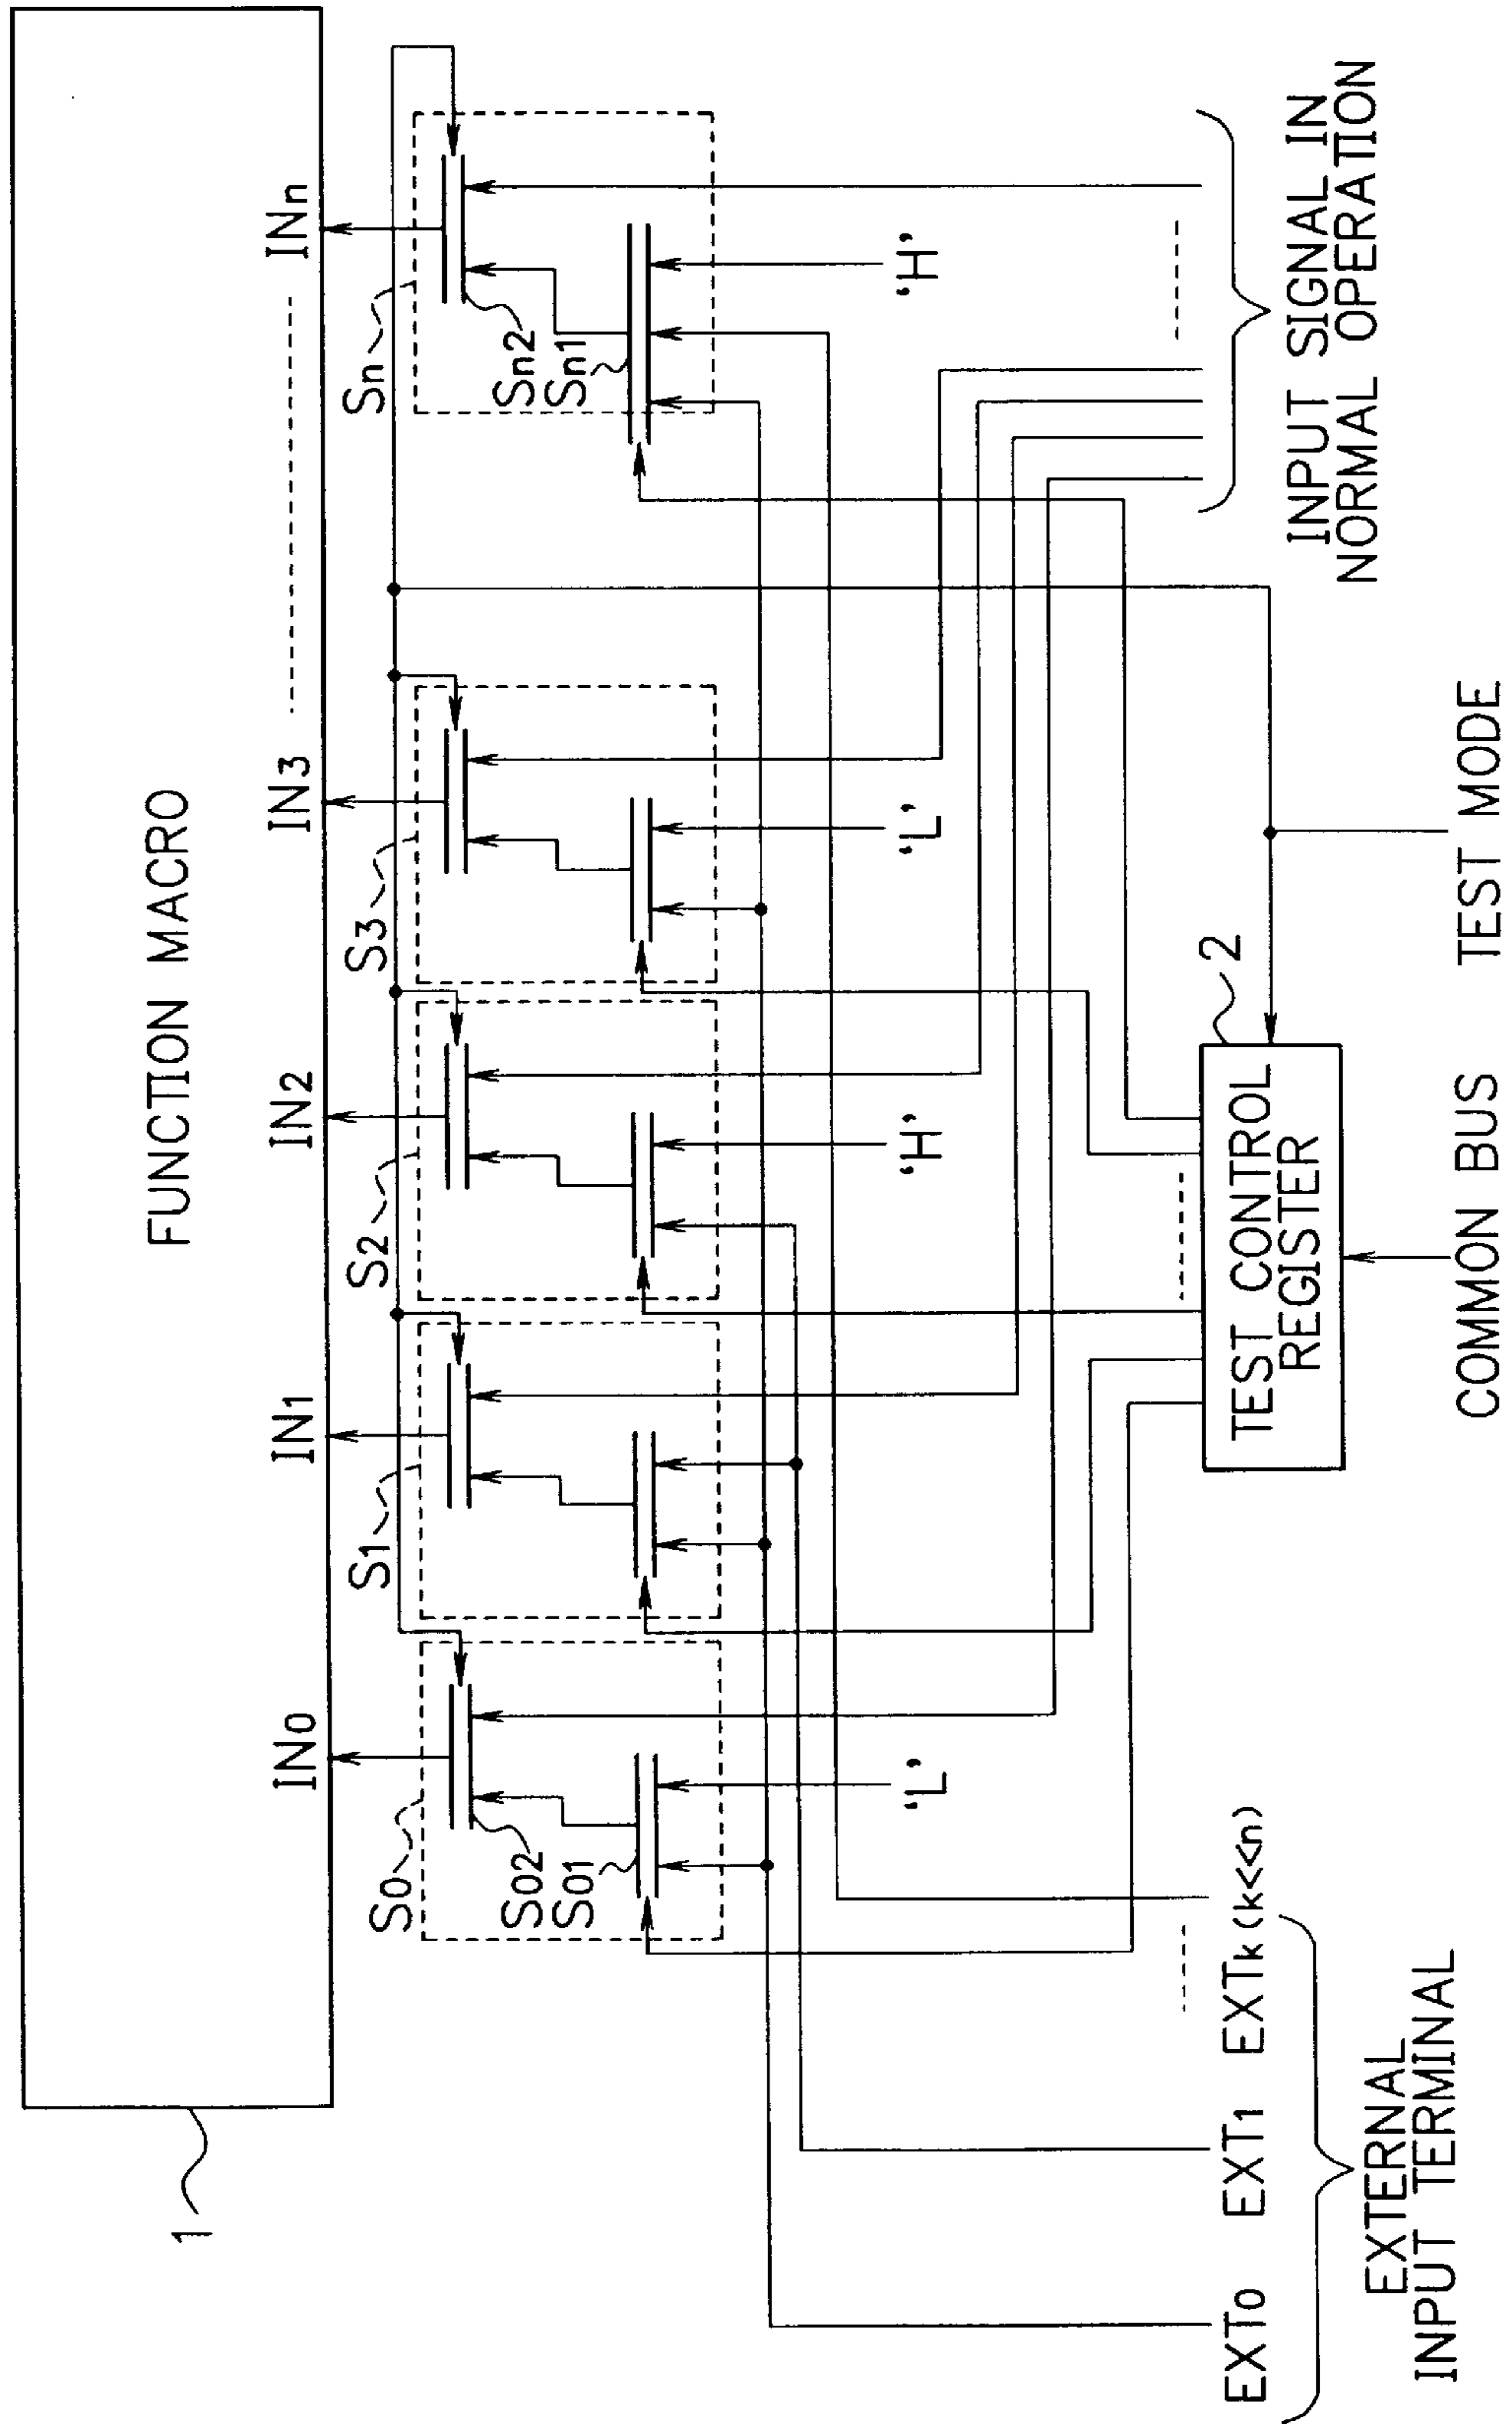 1
FUNCTION MACRO
IN0
IN1
IN2
IN3
INn
S0
S1
S2
S3
Sn
S02
S01
Sn2
Sn1
'L'
'H'
'L'
'H'
EXT0
EXT1
EXTk(k<<n)
EXTERNAL
INPUT TERMINAL
TEST CONTROL
REGISTER
2
COMMON BUS
TEST MODE
INPUT SIGNAL IN
NORMAL OPERATION